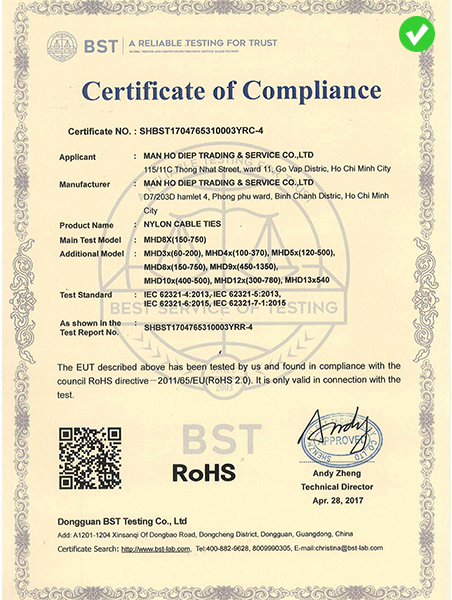 BST | A RELIABLE TESTING FOR TRUST
Certificate of Compliance
Certificate NO. : SHBST1704765310003YRC-4
Applicant : MAN HO DIEP TRADING & SERVICE CO.,LTD
115/11C Thong Nhat Street, ward 11, Go Vap Distric, Ho Chi Minh City
Manufacturer : MAN HO DIEP TRADING & SERVICE CO.,LTD
D7/203D hamlet 4, Phong phu ward, Binh Chanh Distric, Ho Chi Minh
City
Product Name : NYLON CABLE TIES
Main Test Model : MHD8X(150-750)
Additional Model : MHD3x(60-200), MHD4x(100-370), MHD5x(120-500),
MHD8x(150-750), MHD9x(450-1350),
MHD10x(400-500), MHD12x(300-780), MHD13x540
Test Standard : IEC 62321-4:2013, IEC 62321-5:2013,
IEC 62321-6:2015, IEC 62321-7-1:2015
BEST SERVICE OF TESTING
As shown in the
Test Report No. : SHBST1704765310003YRR-4
The EUT described above has been tested by us and found in compliance with the
council RoHS directive—2011/65/EU(RoHS 2.0). It is only valid in connection with the
test.
2003
BST
RoHS
Andy
APPROVED
Andy Zheng
Technical Director
Apr. 28, 2017
Dongguan BST Testing Co., Ltd
Add: A1201-1204 Xinsanqi Of Dongbao Road, Dongcheng District, Dongguan, Guangdong, China
Certificate Search: http://www.bst-lab.com, Tel:400-882-9628, 8009990305, E-mail:christina@bst-lab.com